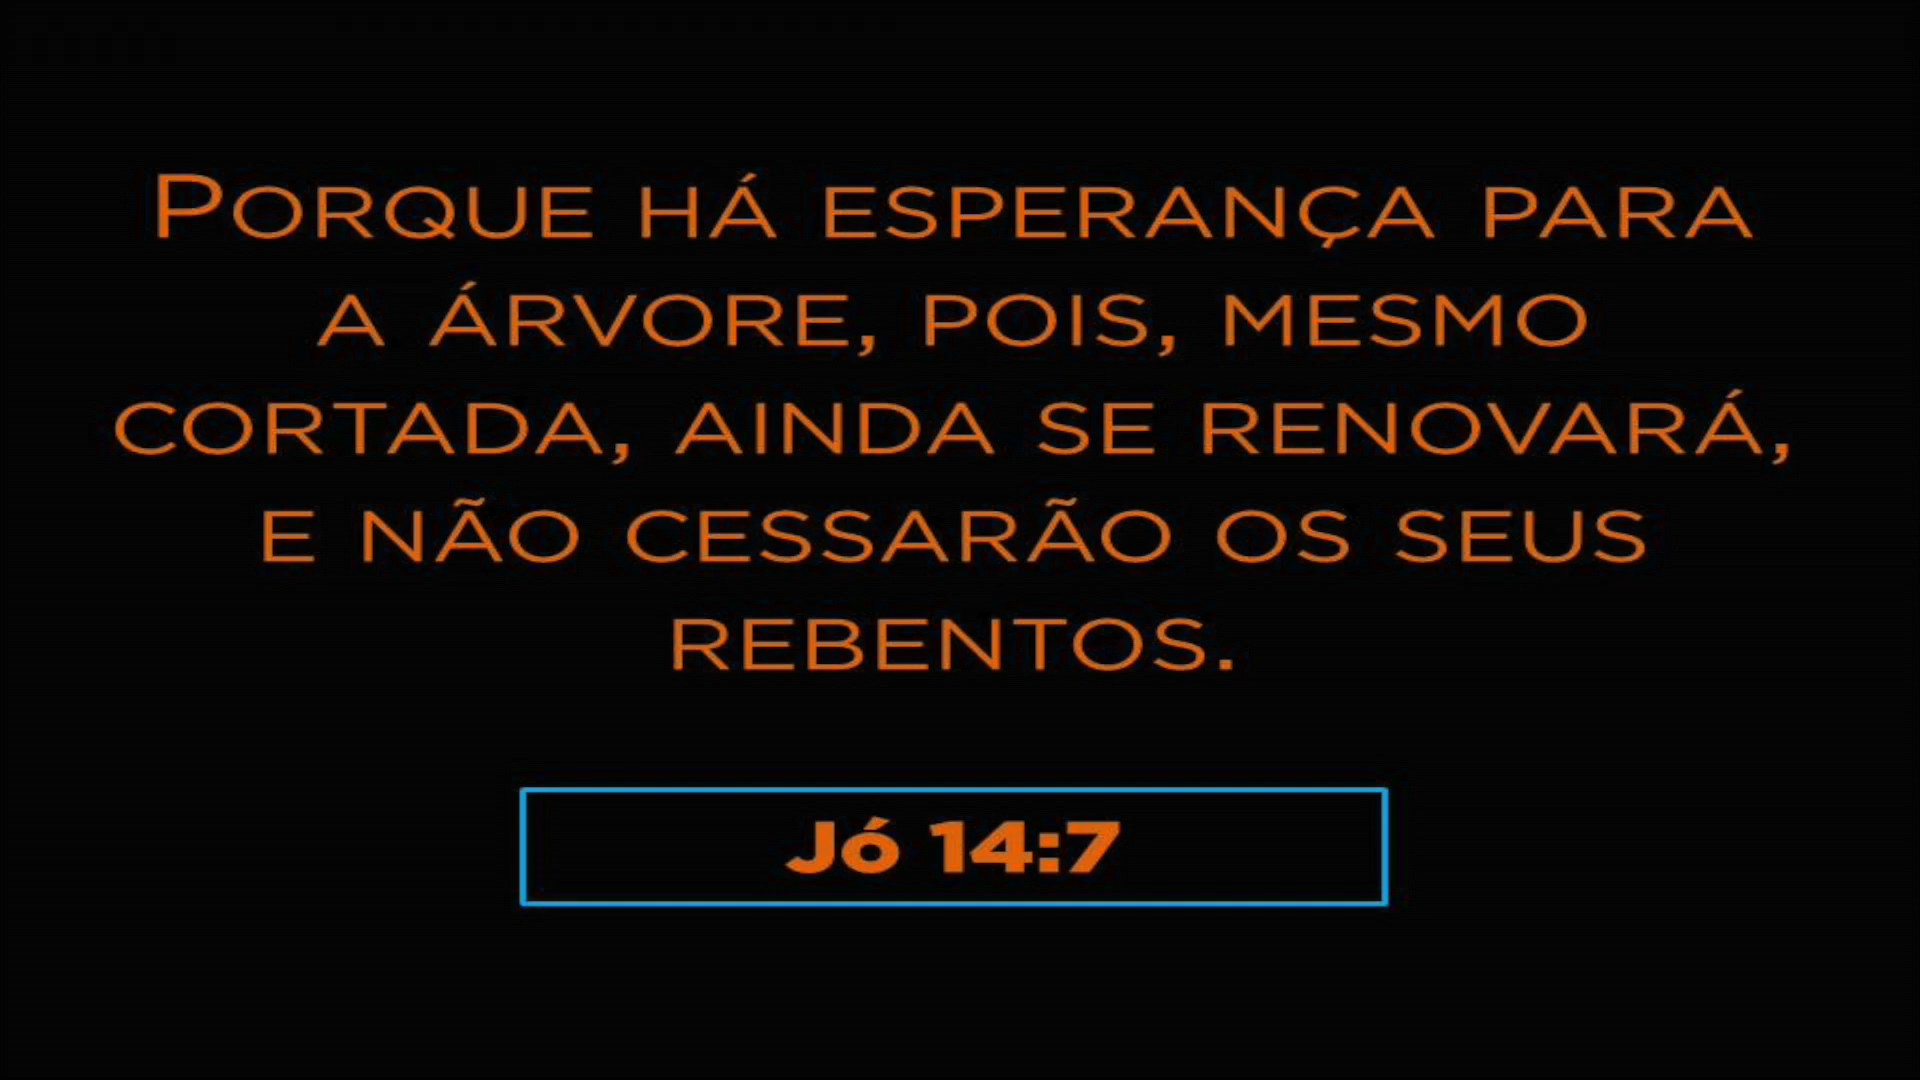 Porque há esperança para
a árvore, pois, mesmo
cortada, ainda se renovará,
e não cessarão os seus
rebentos.
Jó 14:7